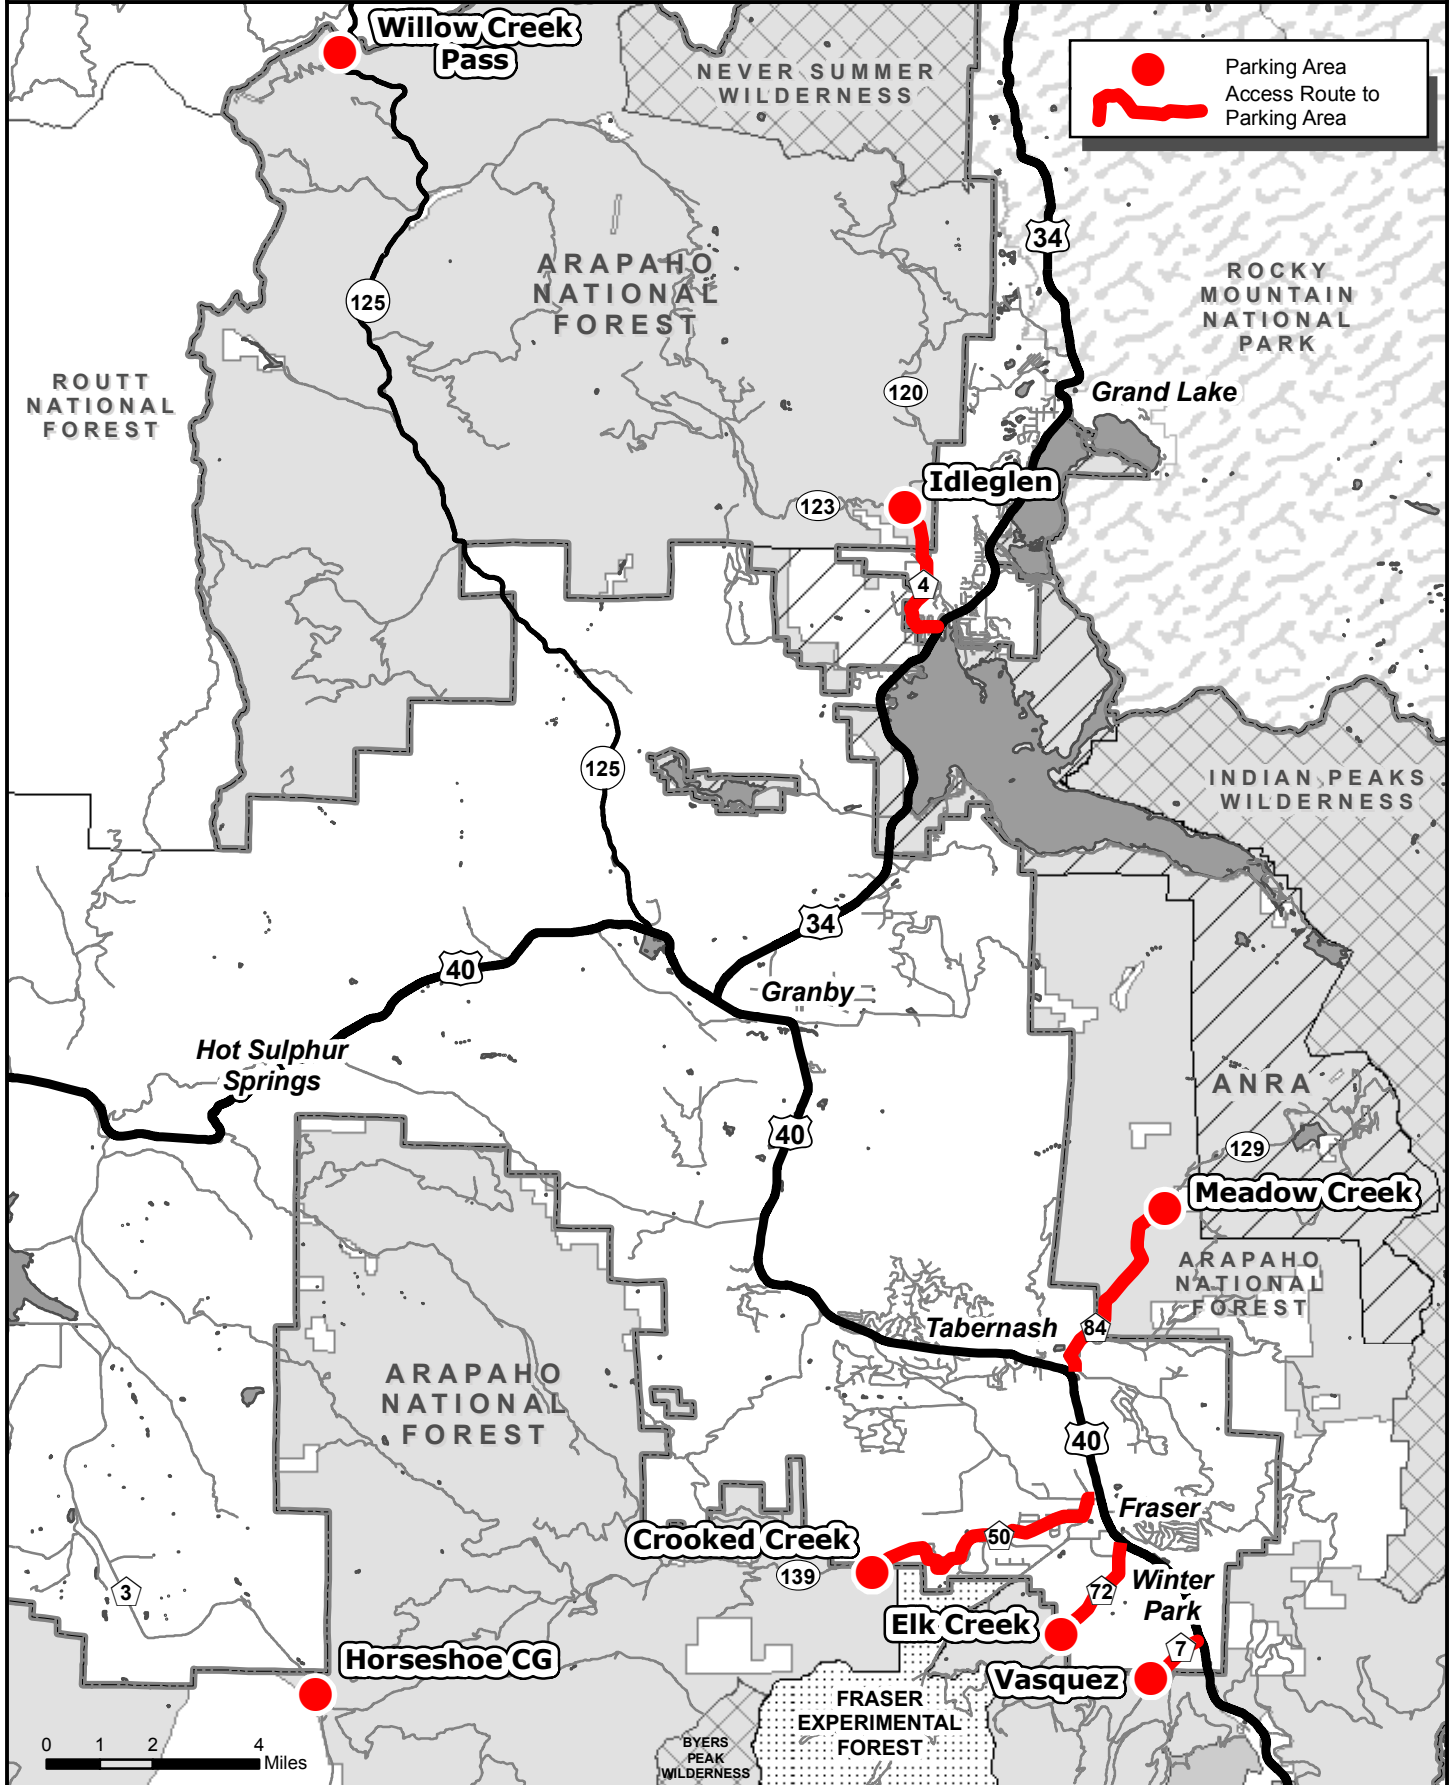 Willow Creek
Pass
NEVER SUMMER
WILDERNESS
Parking Area
Access Route to
Parking Area
34
ARAPAHO
NATIONAL
FOREST
ROCKY
MOUNTAIN
NATIONAL
PARK
125
ROUTT
NATIONAL
FOREST
120
Grand Lake
Idleglen
123
4
125
INDIAN PEAKS
WILDERNESS
34
40
Granby
Hot Sulphur
Springs
ANRA
40
129
Meadow Creek
ARAPAHO
NATIONAL
FOREST
84
Tabernash
ARAPAHO
NATIONAL
FOREST
40
Fraser
Crooked Creek
50
139
3
72
Winter
Park
Elk Creek
7
Horseshoe CG
Vasquez
FRASER
EXPERIMENTAL
FOREST
BYERS
PEAK
WILDERNESS
0 1 2 4
Miles